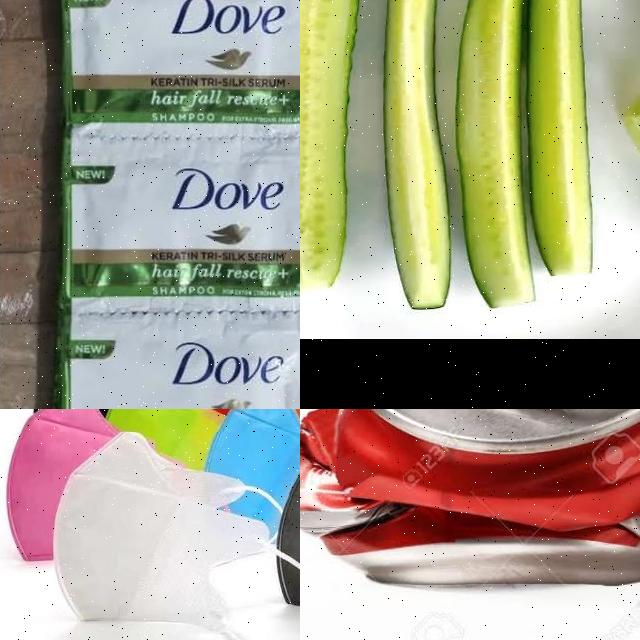 Dove
KERATIN TRI-SILK SERUM
hair fall rescue+
SHAMPOO
NEW!
Dove
KERATIN TRI-SILK SERUM
hair fall rescue+
SHAMPOO
NEW!
Dove
123